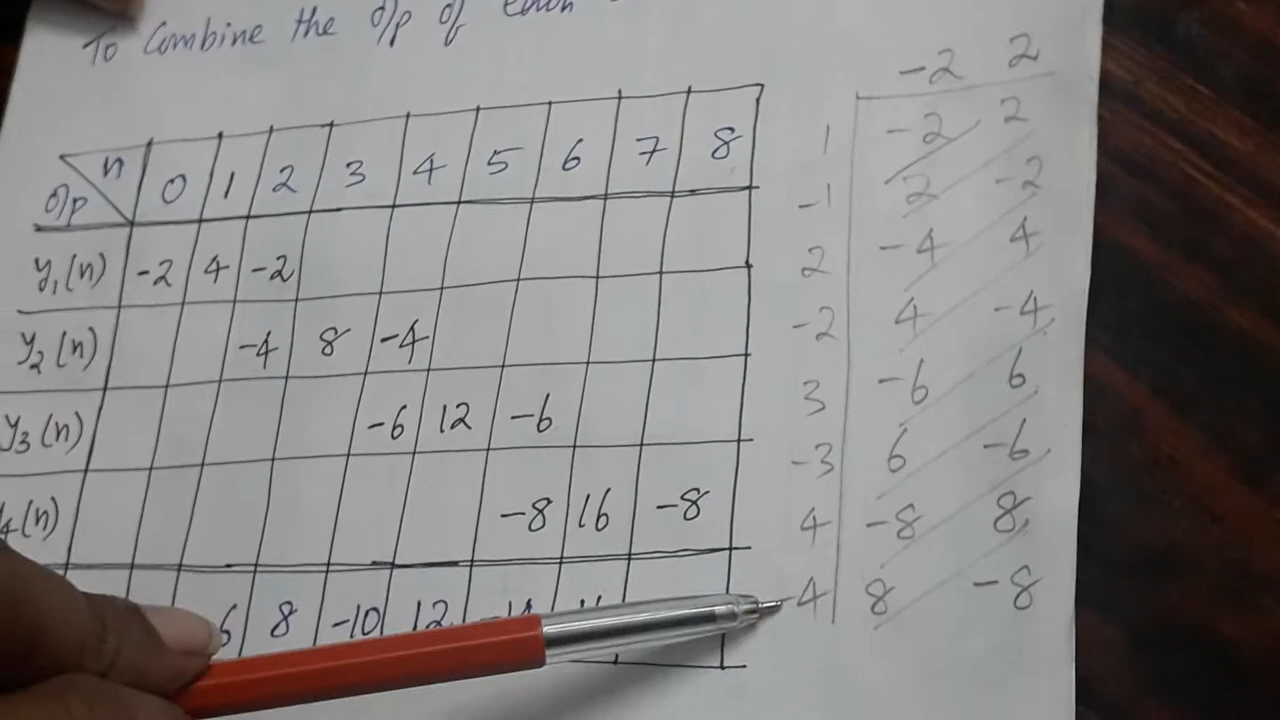 To Combine the o/p of each
n 0 1 2 3 4 5 6 7 8
o/p
y₁(n) -2 4 -2
y₂(n) -4 8 -4
y₃(n) -6 12 -6
4(n) -8 16 -8
6 8 -10 12
-2 2
1 -2 2
-1 2 -2
2 -4 4
-2 4 -4
3 -6 6
-3 6 -6
4 -8 8
-4 8 -8